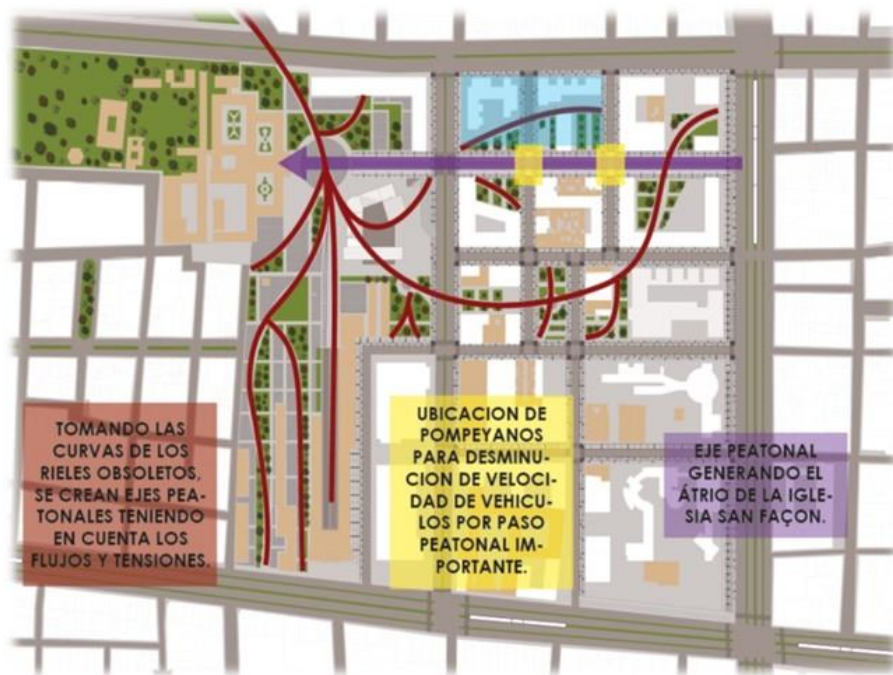 TOMANDO LAS
CURVAS DE LOS
RIELES OBSOLETOS,
SE CREAN EJES PEA-
TONALES TENIENDO
EN CUENTA LOS
FLUJOS Y TENSIONES.
UBICACION DE
POMPEYANOS
PARA DESMINU-
CION DE VELOCI-
DAD DE VEHICU-
LOS POR PASO
PEATONAL IM-
PORTANTE.
EJE PEATONAL
GENERANDO EL
ÁTRIO DE LA IGLE-
SIA SAN FAÇON.